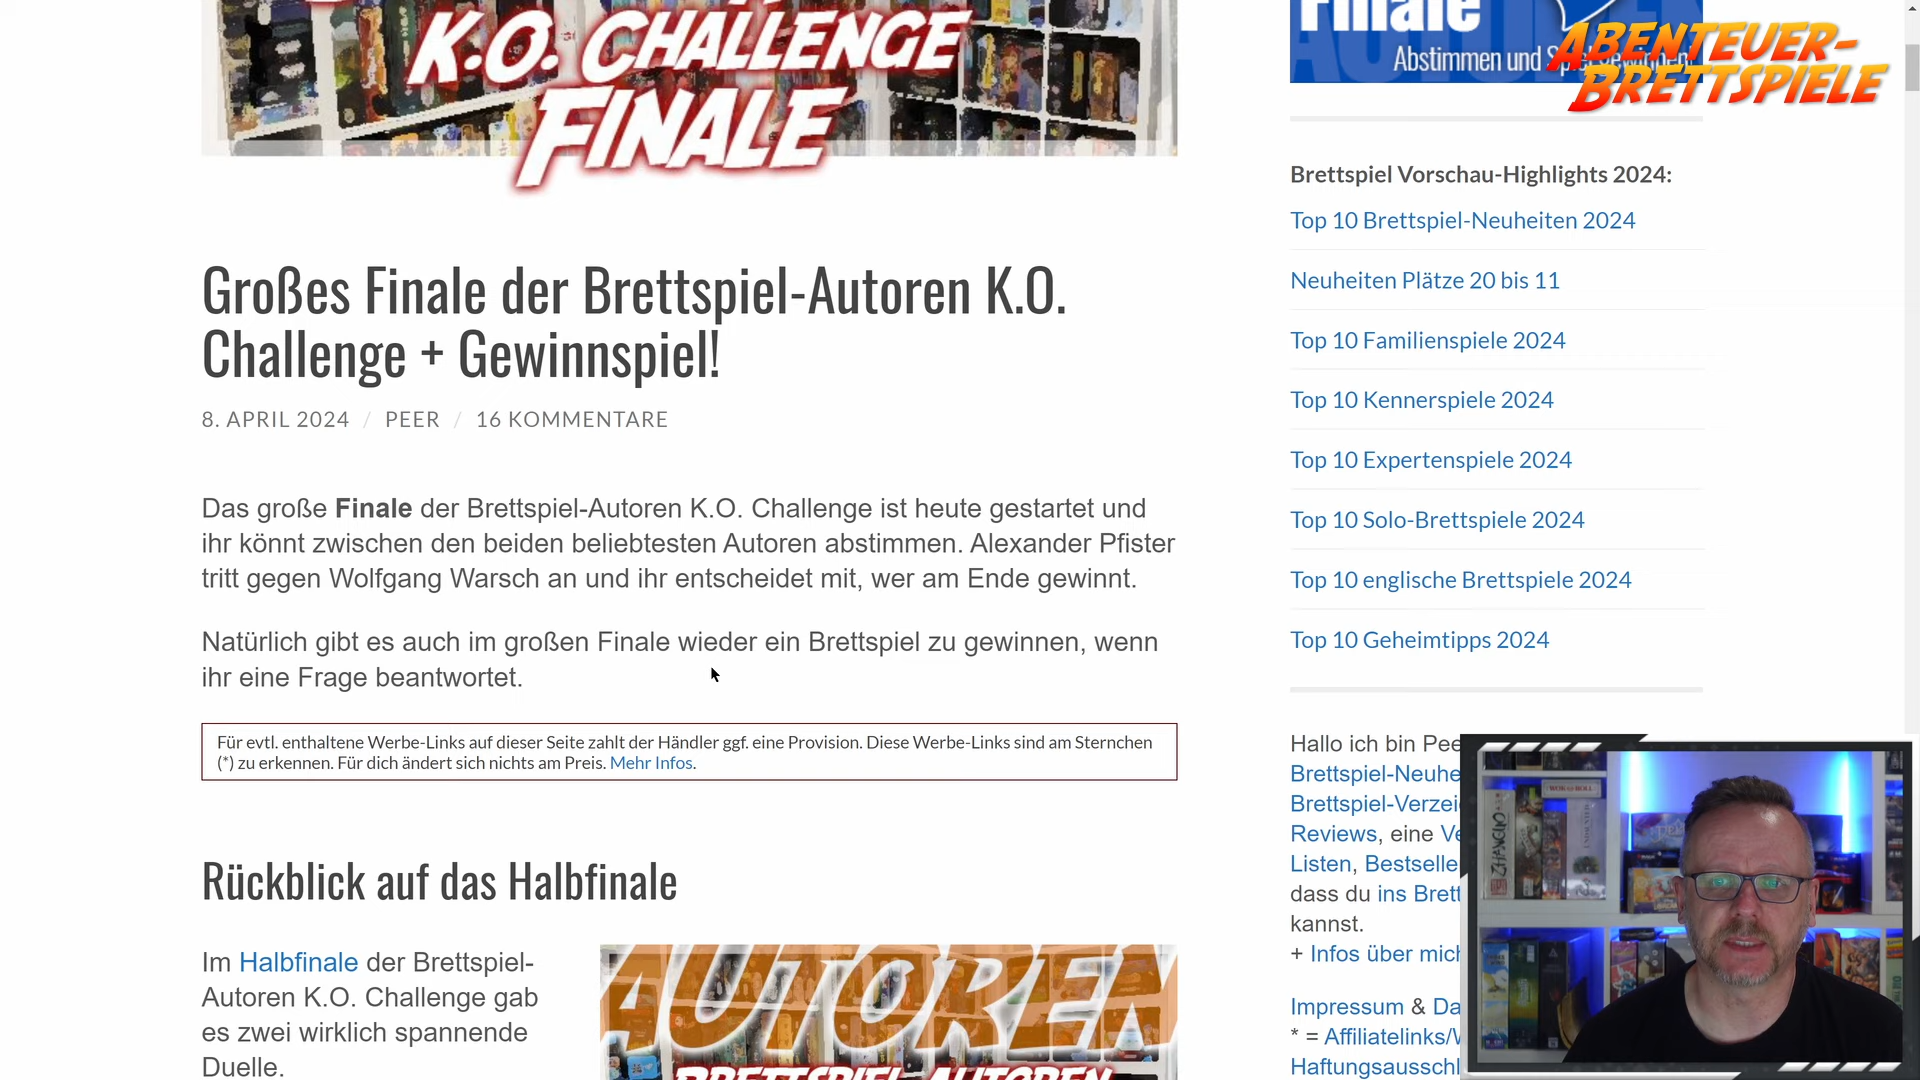 K.O. CHALLENGE
FINALE
Großes Finale der Brettspiel-Autoren K.O.
Challenge + Gewinnspiel!
8. APRIL 2024 / PEER / 16 KOMMENTARE
Das große Finale der Brettspiel-Autoren K.O. Challenge ist heute gestartet und
ihr könnt zwischen den beiden beliebtesten Autoren abstimmen. Alexander Pfister
tritt gegen Wolfgang Warsch an und ihr entscheidet mit, wer am Ende gewinnt.
Natürlich gibt es auch im großen Finale wieder ein Brettspiel zu gewinnen, wenn
ihr eine Frage beantwortet.
Für evtl. enthaltene Werbe-Links auf dieser Seite zahlt der Händler ggf. eine Provision. Diese Werbe-Links sind am Sternchen
(*) zu erkennen. Für dich ändert sich nichts am Preis. Mehr Infos.
Rückblick auf das Halbfinale
Im Halbfinale der Brettspiel-
Autoren K.O. Challenge gab
es zwei wirklich spannende
Duelle.
AUTOREN
BRETTSPIEL-AUTOREN
Finale
Abstimmen und
ABENTEUER-
BRETTSPIELE
Brettspiel Vorschau-Highlights 2024:
Top 10 Brettspiel-Neuheiten 2024
Neuheiten Plätze 20 bis 11
Top 10 Familienspiele 2024
Top 10 Kennerspiele 2024
Top 10 Expertenspiele 2024
Top 10 Solo-Brettspiele 2024
Top 10 englische Brettspiele 2024
Top 10 Geheimtipps 2024
Hallo ich bin Pee
Brettspiel-Neuhe
Brettspiel-Verzei
Reviews, eine Ve
Listen, Bestselle
dass du ins Brett
kannst.
+ Infos über mich
Impressum & Da
* = Affiliatelinks/W
Haftungsausschl
ZHANGUO